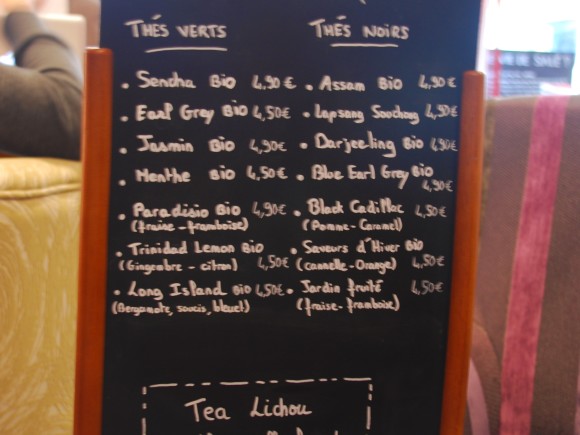 THÉS VERTS
• Sencha Bio 4,90€
• Earl Grey Bio 4,50€
• Jasmin Bio 4,90€
• Menthe Bio 4,50€
• Paradisio Bio 4,90€
(fraise-framboise)
• Trinidad Lemon Bio
(Gingembre - citron) 4,50€
• Long Island Bio 4,50€
(Bergamote, soucis, bleuet)
THÉS NOIRS
• Assam Bio 4,90€
• Lapsang Souchong 4,50€
• Darjeeling Bio 4,90€
• Blue Earl Grey Bio
4,90€
• Black Cadillac 4,50€
(Pomme-Caramel)
• Saveurs d'Hiver Bio
(cannelle-Orange) 4,50€
• Jardin fruité 4,50€
(fraise-framboise)
Tea Lichou